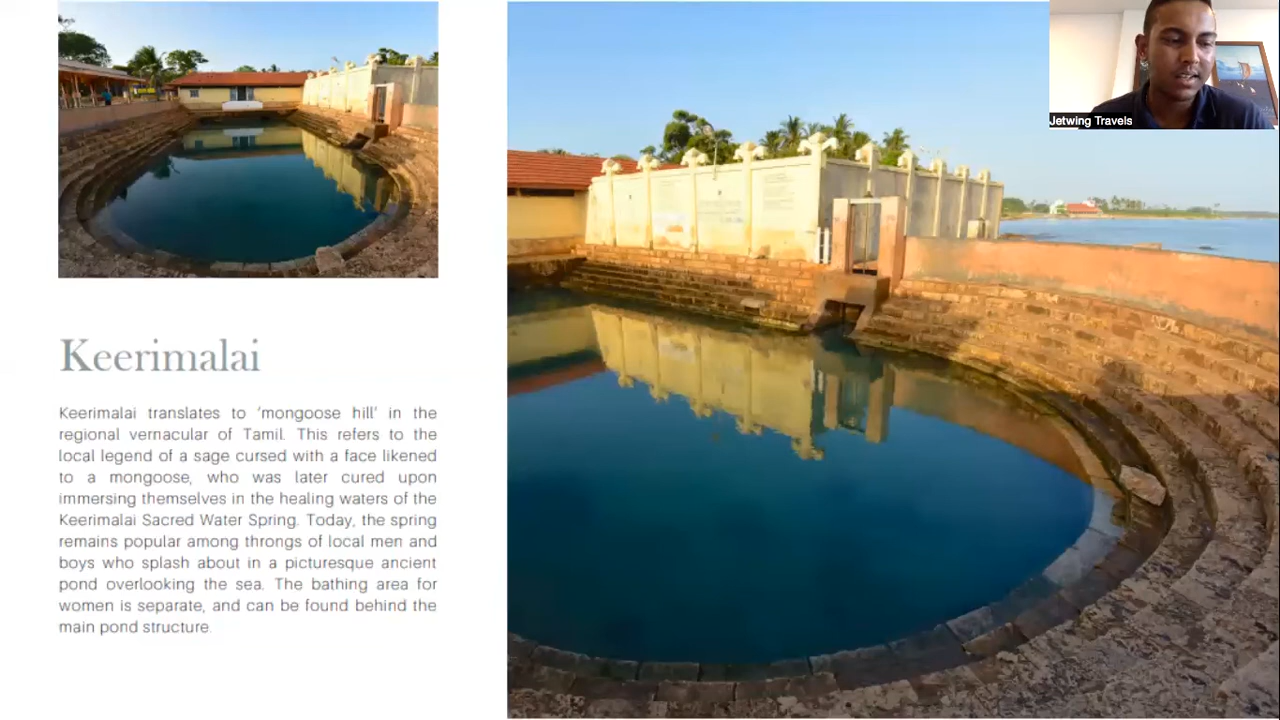 Jetwing Travels
Keerimalai
Keerimalai translates to ‘mongoose hill’ in the
regional vernacular of Tamil. This refers to the
local legend of a sage cursed with a face likened
to a mongoose, who was later cured upon
immersing themselves in the healing waters of the
Keerimalai Sacred Water Spring. Today, the spring
remains popular among throngs of local men and
boys who splash about in a picturesque ancient
pond overlooking the sea. The bathing area for
women is separate, and can be found behind the
main pond structure.